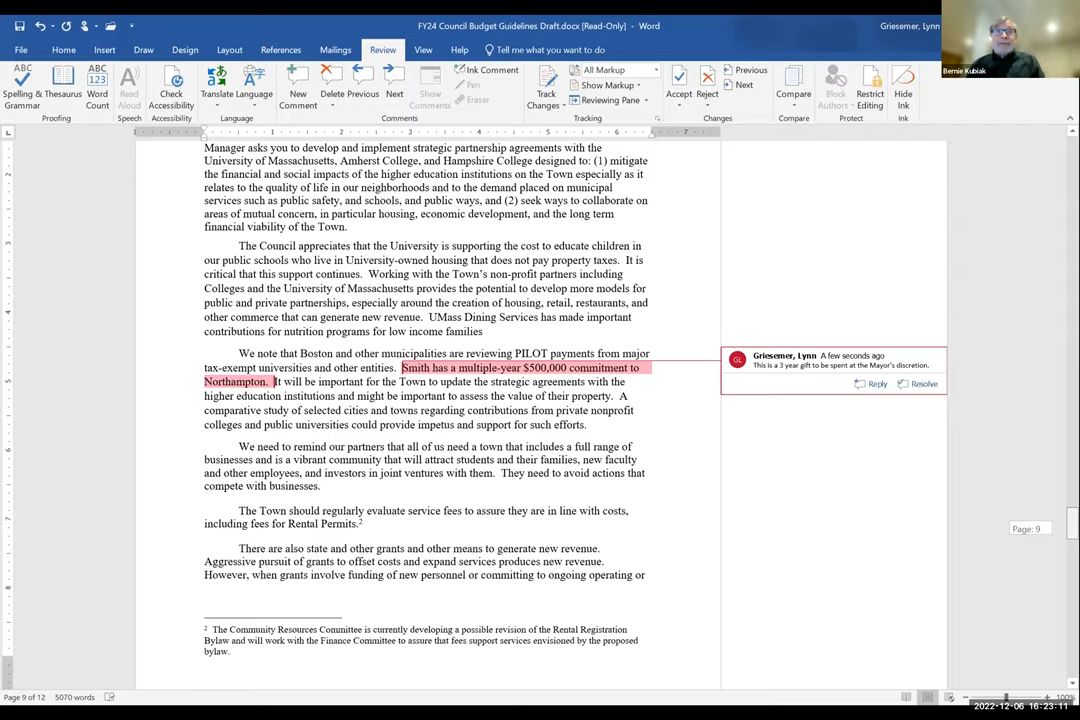 FY24 Council Budget Guidelines Draft.docx [Read-Only] - Word
Griesemer, Lynn
File Home Insert Draw Design Layout References Mailings Review View Help Tell me what you want to do
ABC
Spelling & Grammar
Thesaurus
ABC
123
Word Count
Proofing
Read Aloud
Speech
Check Accessibility
Accessibility
Translate
Language
Language
New Comment
Delete
Previous
Next
Show Comments
Comments
Ink Comment
Pen
Eraser
Track Changes
All Markup
Show Markup
Reviewing Pane
Tracking
Accept
Reject
Previous
Next
Changes
Compare
Compare
Block Authors
Restrict Editing
Protect
Hide Ink
Ink
Bernie Kubiak
1 2 3 4 5 6 7
Manager asks you to develop and implement strategic partnership agreements with the
University of Massachusetts, Amherst College, and Hampshire College designed to: (1) mitigate
the financial and social impacts of the higher education institutions on the Town especially as it
relates to the quality of life in our neighborhoods and to the demand placed on municipal
services such as public safety, and schools, and public ways, and (2) seek ways to collaborate on
areas of mutual concern, in particular housing, economic development, and the long term
financial viability of the Town.
The Council appreciates that the University is supporting the cost to educate children in
our public schools who live in University-owned housing that does not pay property taxes. It is
critical that this support continues. Working with the Town's non-profit partners including
Colleges and the University of Massachusetts provides the potential to develop more models for
public and private partnerships, especially around the creation of housing, retail, restaurants, and
other commerce that can generate new revenue. UMass Dining Services has made important
contributions for nutrition programs for low income families
We note that Boston and other municipalities are reviewing PILOT payments from major
tax-exempt universities and other entities. Smith has a multiple-year $500,000 commitment to
Northampton. It will be important for the Town to update the strategic agreements with the
higher education institutions and might be important to assess the value of their property. A
comparative study of selected cities and towns regarding contributions from private nonprofit
colleges and public universities could provide impetus and support for such efforts.
GL
Griesemer, Lynn A few seconds ago
This is a 3 year gift to be spent at the Mayor's discretion.
Reply Resolve
We need to remind our partners that all of us need a town that includes a full range of
businesses and is a vibrant community that will attract students and their families, new faculty
and other employees, and investors in joint ventures with them. They need to avoid actions that
compete with businesses.
The Town should regularly evaluate service fees to assure they are in line with costs,
including fees for Rental Permits.2
Page: 9
There are also state and other grants and other means to generate new revenue.
Aggressive pursuit of grants to offset costs and expand services produces new revenue.
However, when grants involve funding of new personnel or committing to ongoing operating or
2 The Community Resources Committee is currently developing a possible revision of the Rental Registration
Bylaw and will work with the Finance Committee to assure that fees support services envisioned by the proposed
bylaw.
Page 9 of 12 5070 words
100%
2022-12-06 16:23:11